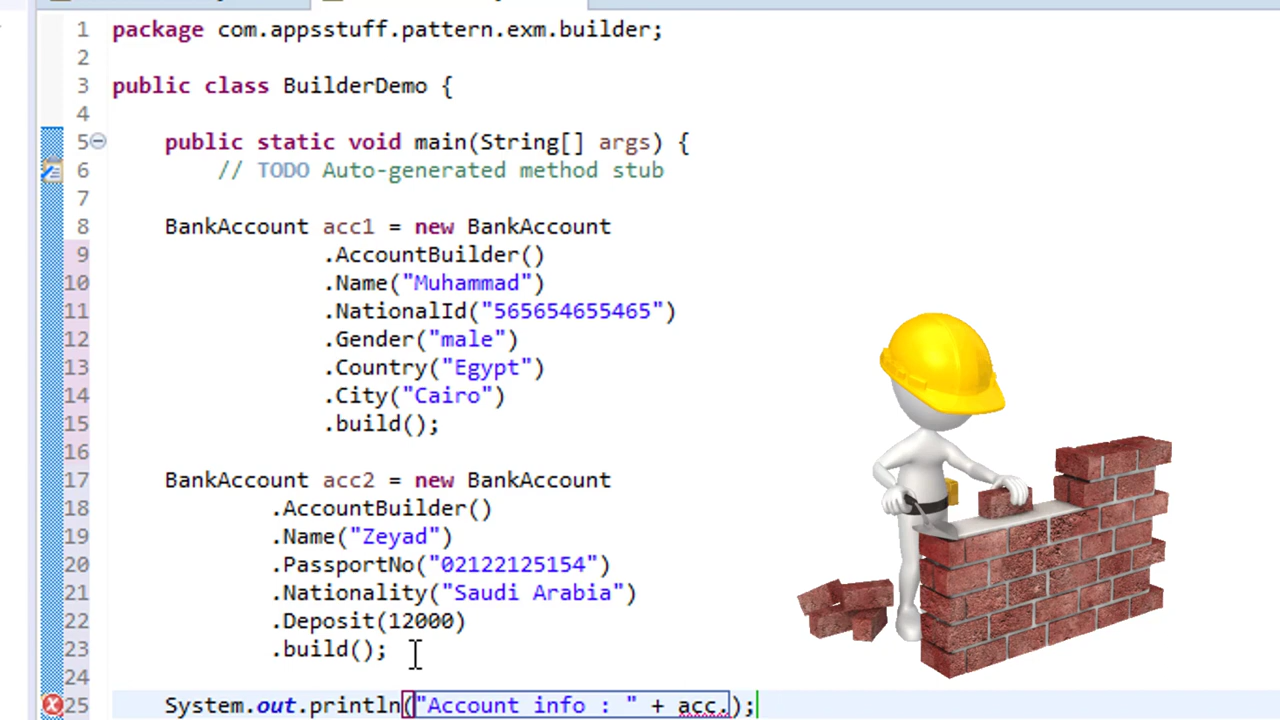 1 package com.appsstuff.pattern.exm.builder;
2
3 public class BuilderDemo {
4
5 public static void main(String[] args) {
6 // TODO Auto-generated method stub
7
8 BankAccount acc1 = new BankAccount
9 .AccountBuilder()
10 .Name("Muhammad")
11 .NationalId("565654655465")
12 .Gender("male")
13 .Country("Egypt")
14 .City("Cairo")
15 .build();
16
17 BankAccount acc2 = new BankAccount
18 .AccountBuilder()
19 .Name("Zeyad")
20 .PassportNo("02122125154")
21 .Nationality("Saudi Arabia")
22 .Deposit(12000)
23 .build();
24
25 System.out.println("Account info : " + acc.);